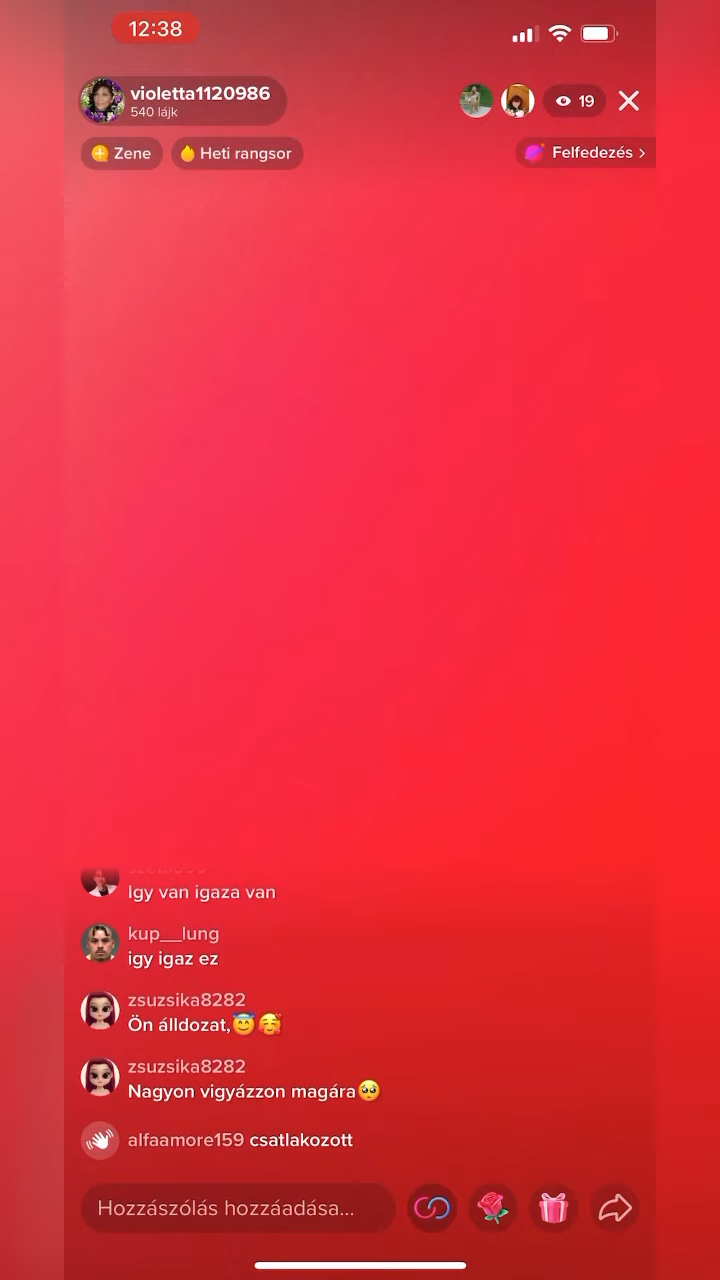 12:38
violetta1120986
540 lájk
19
Zene
Heti rangsor
Felfedezés
Igy van igaza van
kup__lung
igy igaz ez
zsuzsika8282
Ön álldozat,😇🥰
zsuzsika8282
Nagyon vigyázzon magára🥺
alfaamore159 csatlakozott
Hozzászólás hozzáadása...